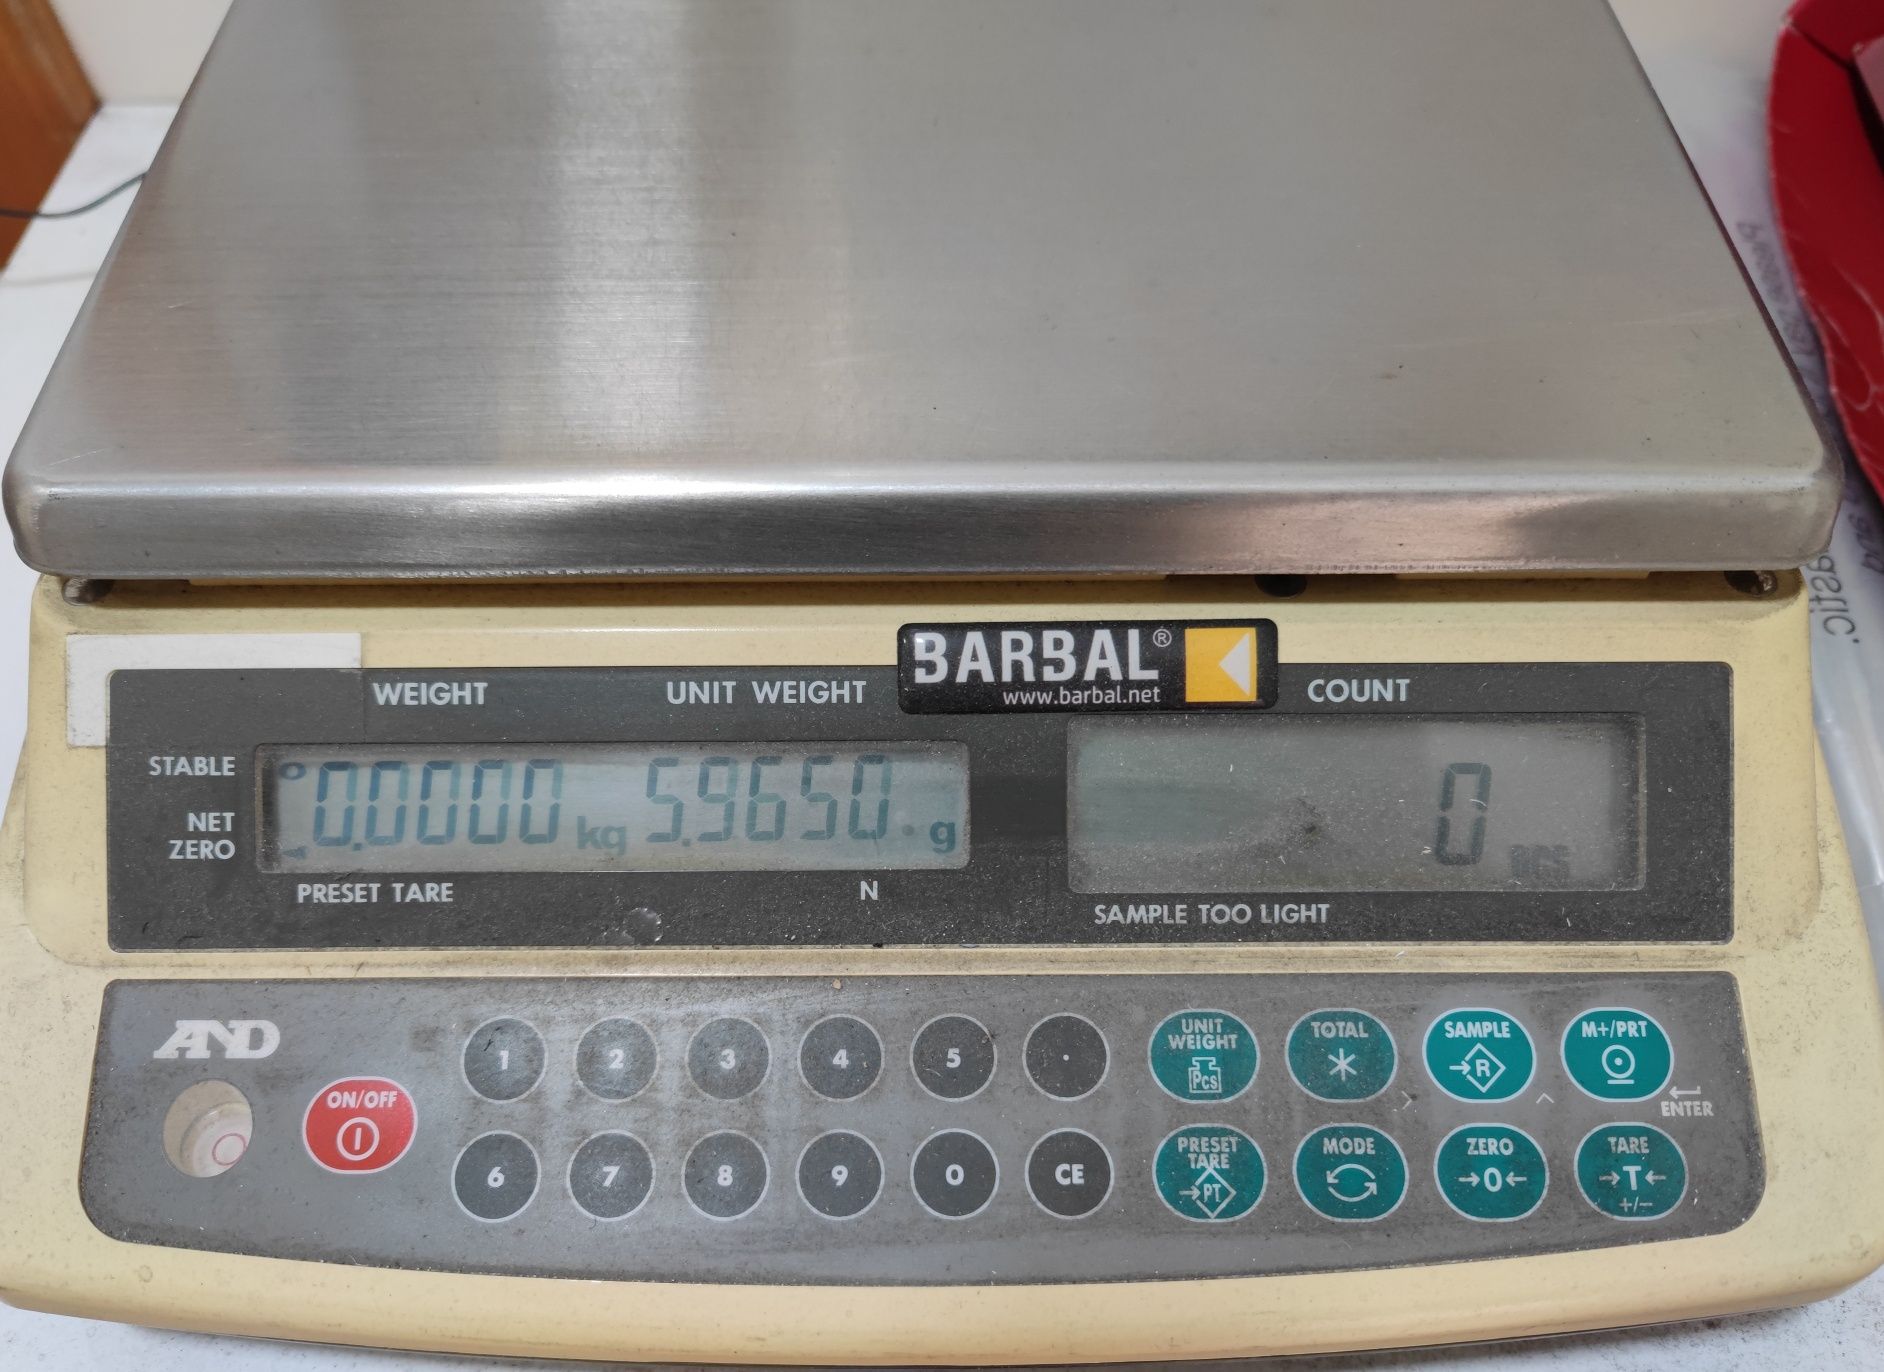 BARBAL®
www.barbal.net
WEIGHT UNIT WEIGHT COUNT
STABLE
NET
ZERO
0.0000 kg 5.9650 g
0 pcs
PRESET TARE N
SAMPLE TOO LIGHT
AND
ON/OFF
1 2 3 4 5 .
UNIT WEIGHT Pcs
TOTAL *
SAMPLE →R
M+/PRT
ENTER
6 7 8 9 0 CE
PRESET TARE →PT
MODE
ZERO →0←
TARE →T← +/−